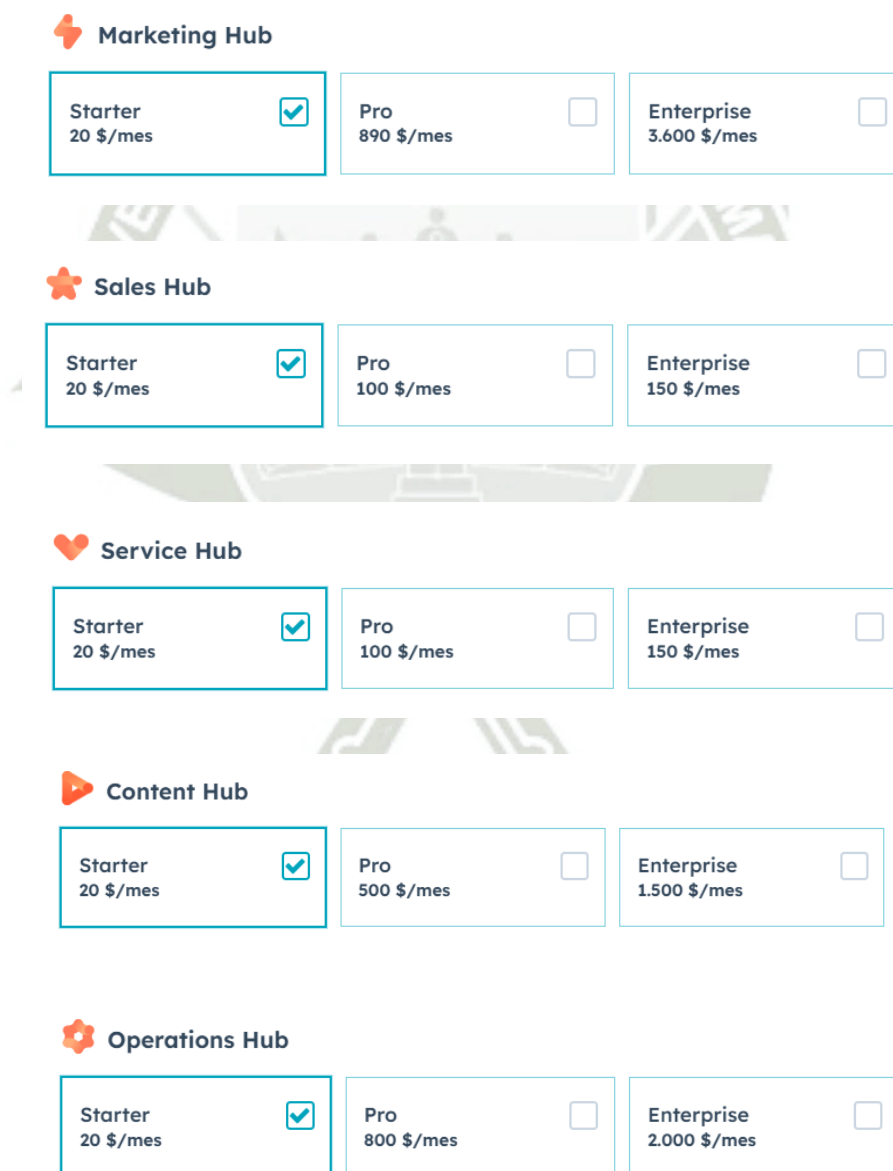 Marketing Hub
Starter
20 $/mes
Pro
890 $/mes
Enterprise
3.600 $/mes
Sales Hub
Starter
20 $/mes
Pro
100 $/mes
Enterprise
150 $/mes
Service Hub
Starter
20 $/mes
Pro
100 $/mes
Enterprise
150 $/mes
Content Hub
Starter
20 $/mes
Pro
500 $/mes
Enterprise
1.500 $/mes
Operations Hub
Starter
20 $/mes
Pro
800 $/mes
Enterprise
2.000 $/mes